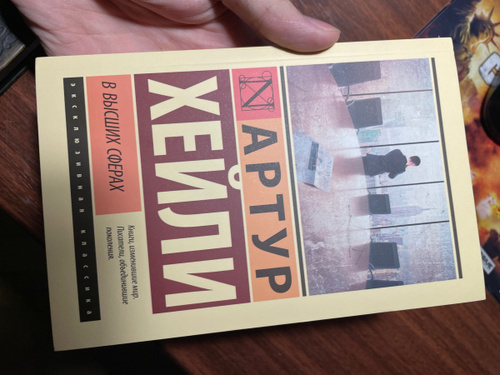 АРТУР
ХЕЙЛИ
В ВЫСШИХ СФЕРАХ
Книги, изменившие мир.
Писатели, объединившие
поколения.
ЭКСКЛЮЗИВНАЯ КЛАССИКА